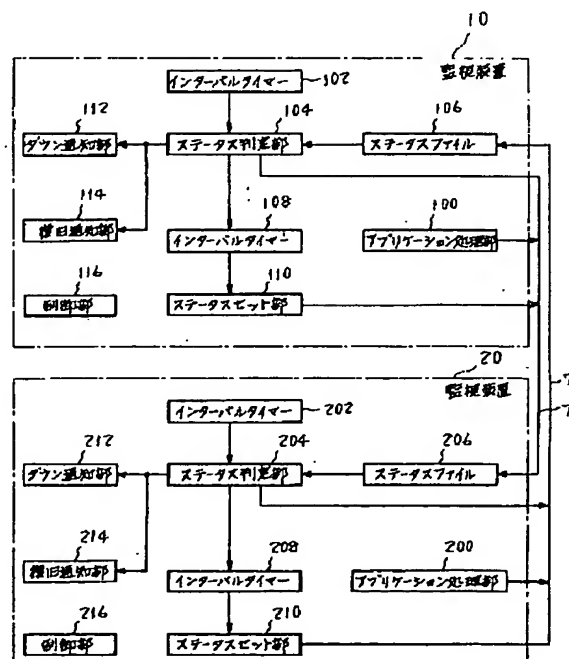 10
監視装置
インターバルタイマー
102
112
104
106
ダウン通知部
ステータス判定部
ステータスファイル
114
108
100
復旧通知部
インターバルタイマー
アプリケーション処理部
116
110
制御部
ステータスセット部
20
監視装置
インターバルタイマー
202
7
7
212
204
206
ダウン通知部
ステータス判定部
ステータスファイル
214
208
200
復旧通知部
インターバルタイマー
アプリケーション処理部
216
210
制御部
ステータスセット部